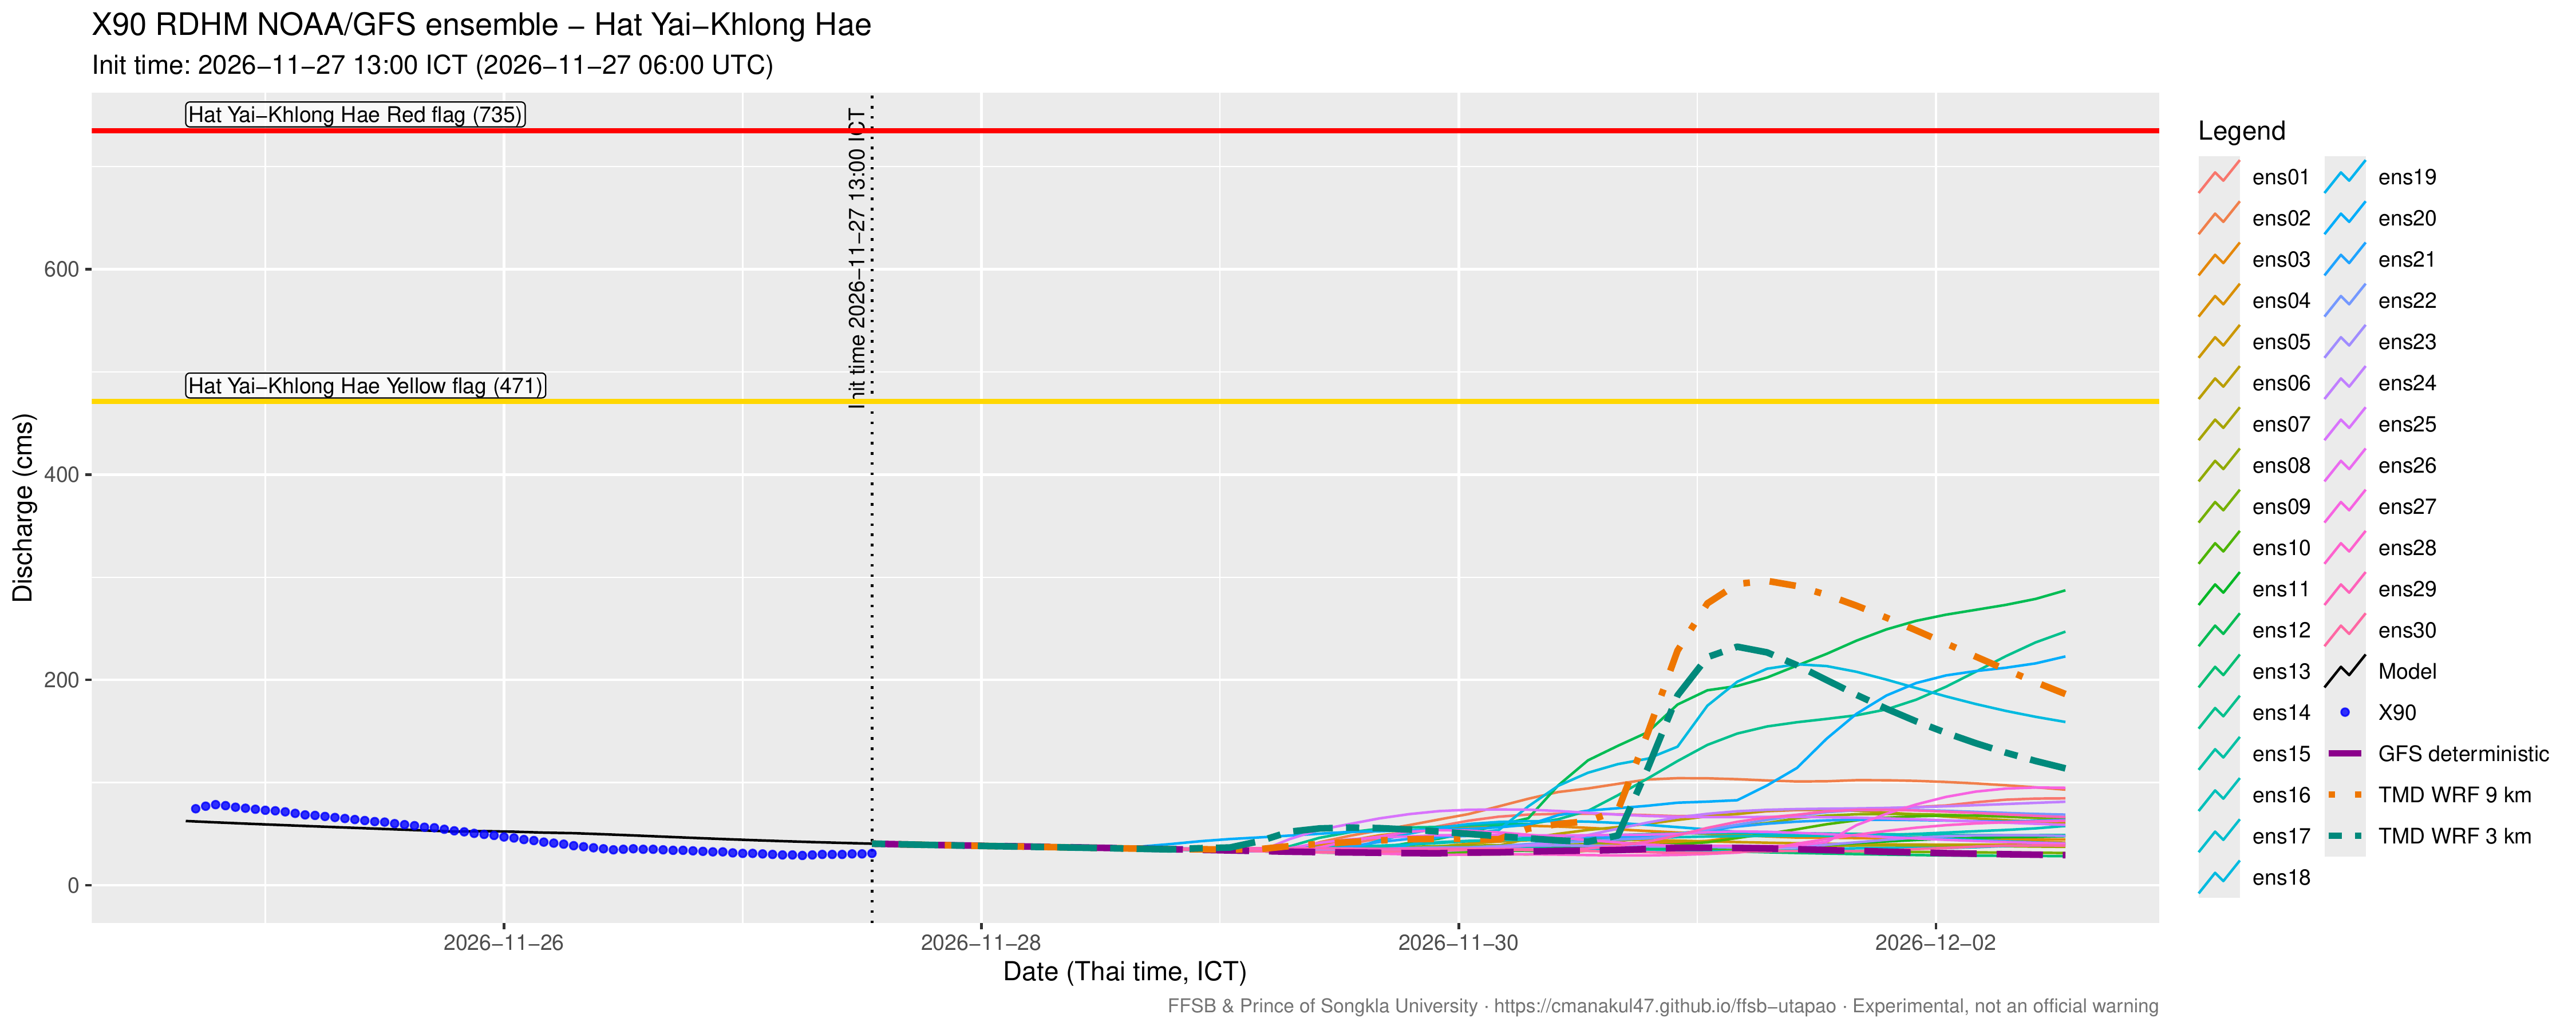 X90 RDHM NOAA/GFS ensemble − Hat Yai−Khlong Hae
Init time: 2026−11−27 13:00 ICT (2026−11−27 06:00 UTC)
Hat Yai−Khlong Hae Red flag (735)
Hat Yai−Khlong Hae Yellow flag (471)
Init time 2026−11−27 13:00 ICT
Discharge (cms)
600
400
200
0
2026−11−26
2026−11−28
2026−11−30
2026−12−02
Date (Thai time, ICT)
Legend
ens01
ens02
ens03
ens04
ens05
ens06
ens07
ens08
ens09
ens10
ens11
ens12
ens13
ens14
ens15
ens16
ens17
ens18
ens19
ens20
ens21
ens22
ens23
ens24
ens25
ens26
ens27
ens28
ens29
ens30
Model
X90
GFS deterministic
TMD WRF 9 km
TMD WRF 3 km
FFSB & Prince of Songkla University · https://cmanakul47.github.io/ffsb−utapao · Experimental, not an official warning